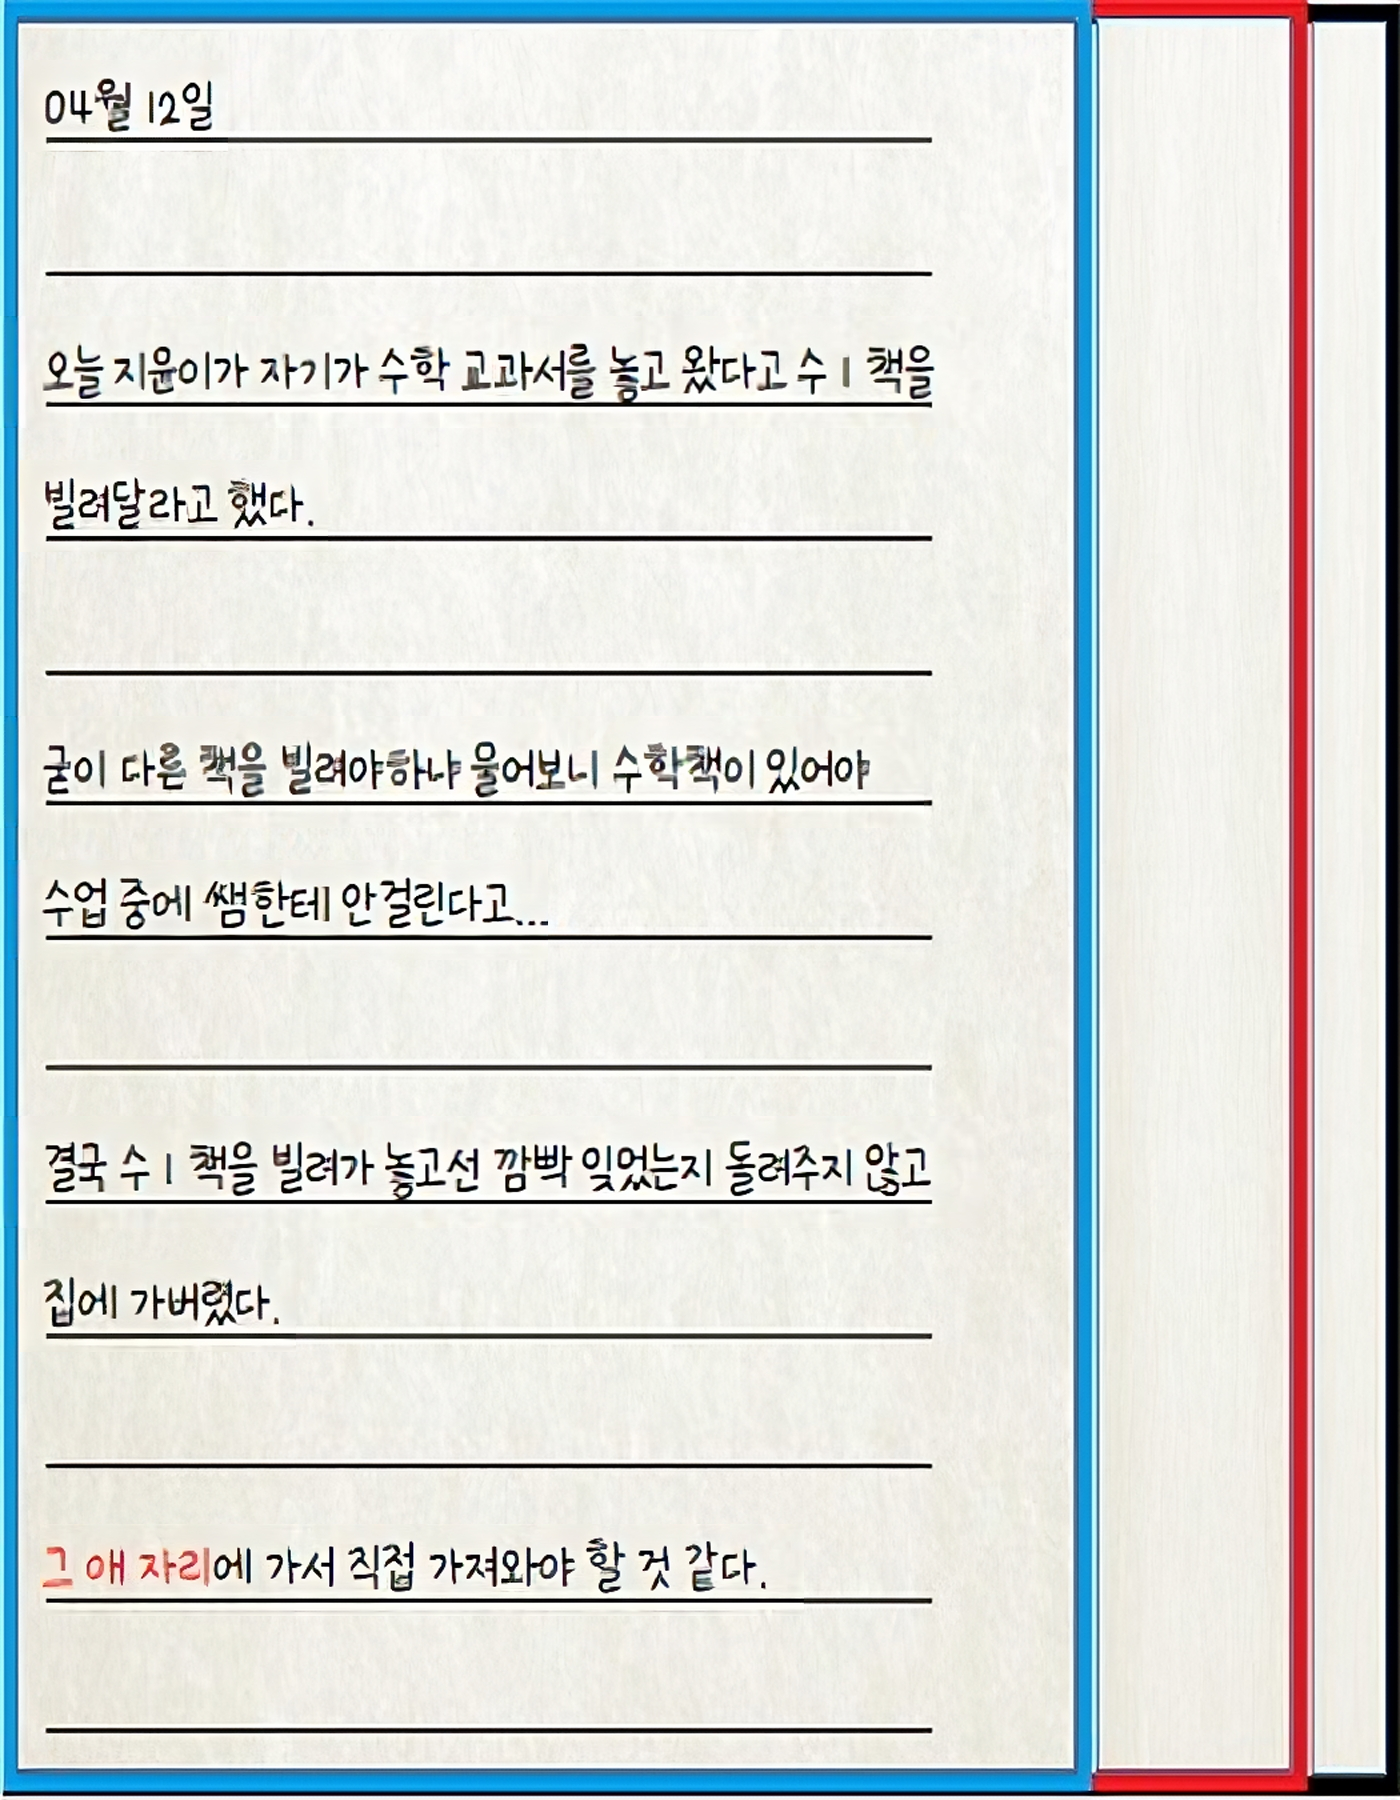 04월 12일
오늘 지윤이가 자기가 수학 교과서를 놓고 왔다고 수 I 책을
빌려달라고 했다.
굳이 다른 책을 빌려야하냐 물어보니 수학책이 있어야
수업 중에 쌤한테 안걸린다고...
결국 수 I 책을 빌려가 놓고선 깜빡 잊었는지 돌려주지 않고
집에 가버렸다.
그 애 자리에 가서 직접 가져와야 할 것 같다.